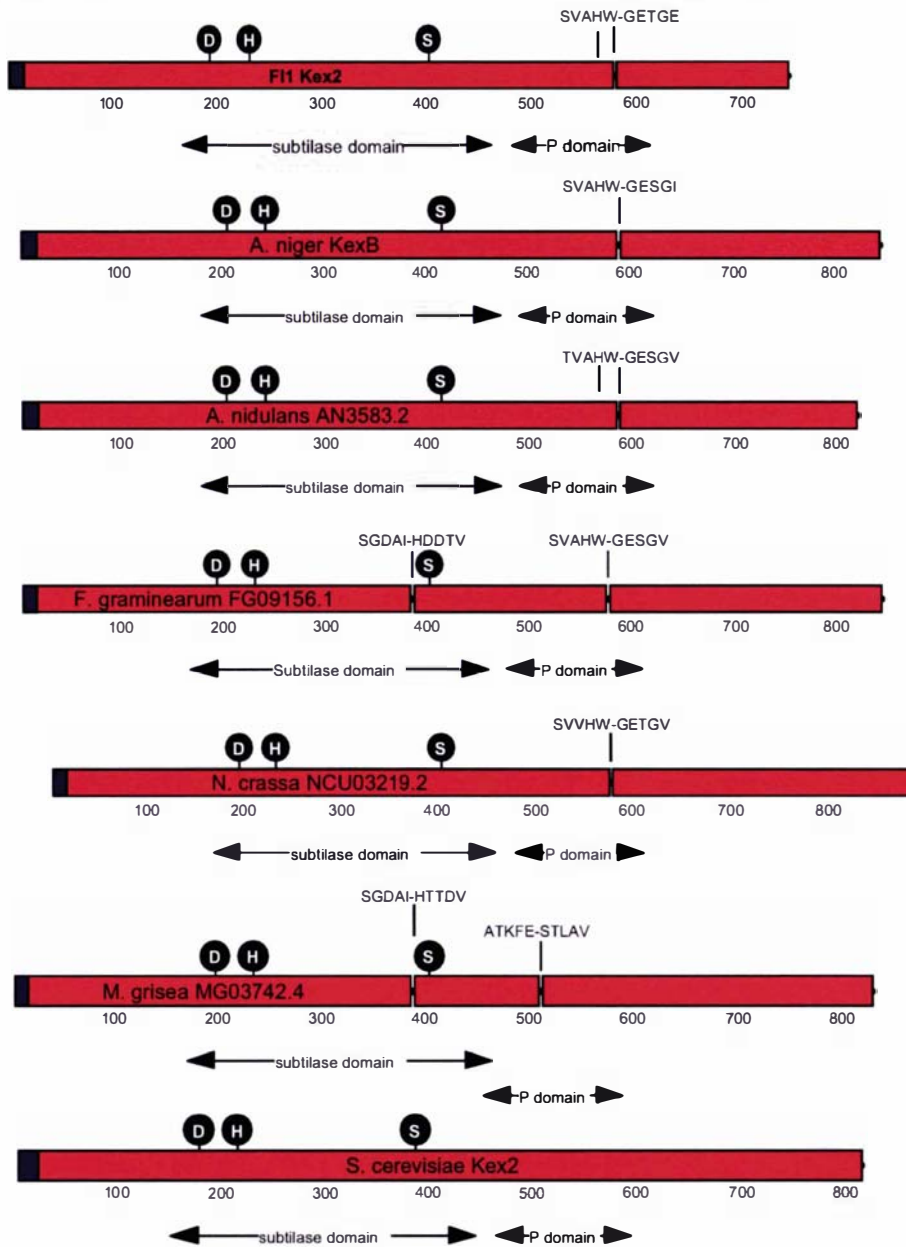 SVAHW-GETGE
D H S
Fl1 Kex2
100 200 300 400 500 600 700
subtilase domain P domain
SVAHW-GESGI
D H S
A. niger KexB
100 200 300 400 500 600 700 800
subtilase domain P domain
TVAHW-GESGV
D H S
A. nidulans AN3583.2
100 200 300 400 500 600 700 800
subtilase domain P domain
SGDAI-HDDTV SVAHW-GESGV
D H S
F. graminearum FG09156.1
100 200 300 400 500 600 700 800
Subtilase domain P domain
SVVHW-GETGV
D H S
N. crassa NCU03219.2
100 200 300 400 500 600 700 800
subtilase domain P domain
SGDAI-HTTDV
ATKFE-STLAV
D H S
M. grisea MG03742.4
100 200 300 400 500 600 700 800
subtilase domain
P domain
D H S
S. cerevisiae Kex2
100 200 300 400 500 600 700 800
subtilase domain P domain